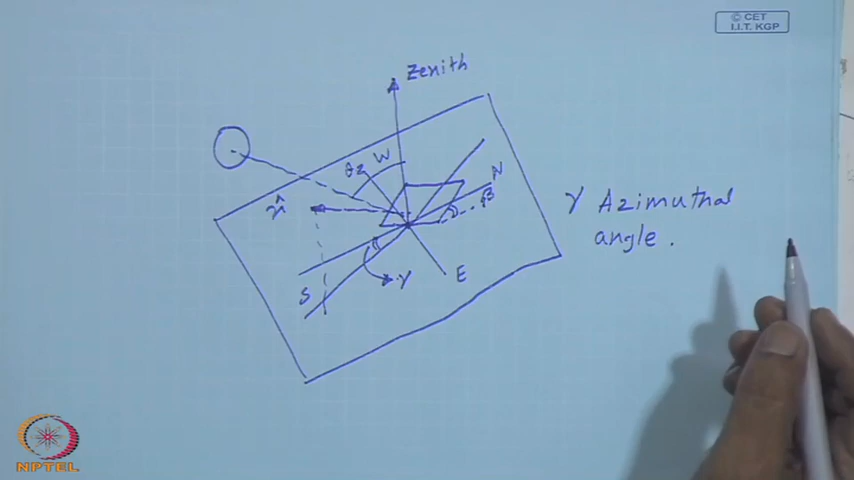 © CET
I.I.T. KGP
Zenith
θz
W
n̂
N
β
γ Azimuthal
angle.
γ
S
E
NPTEL